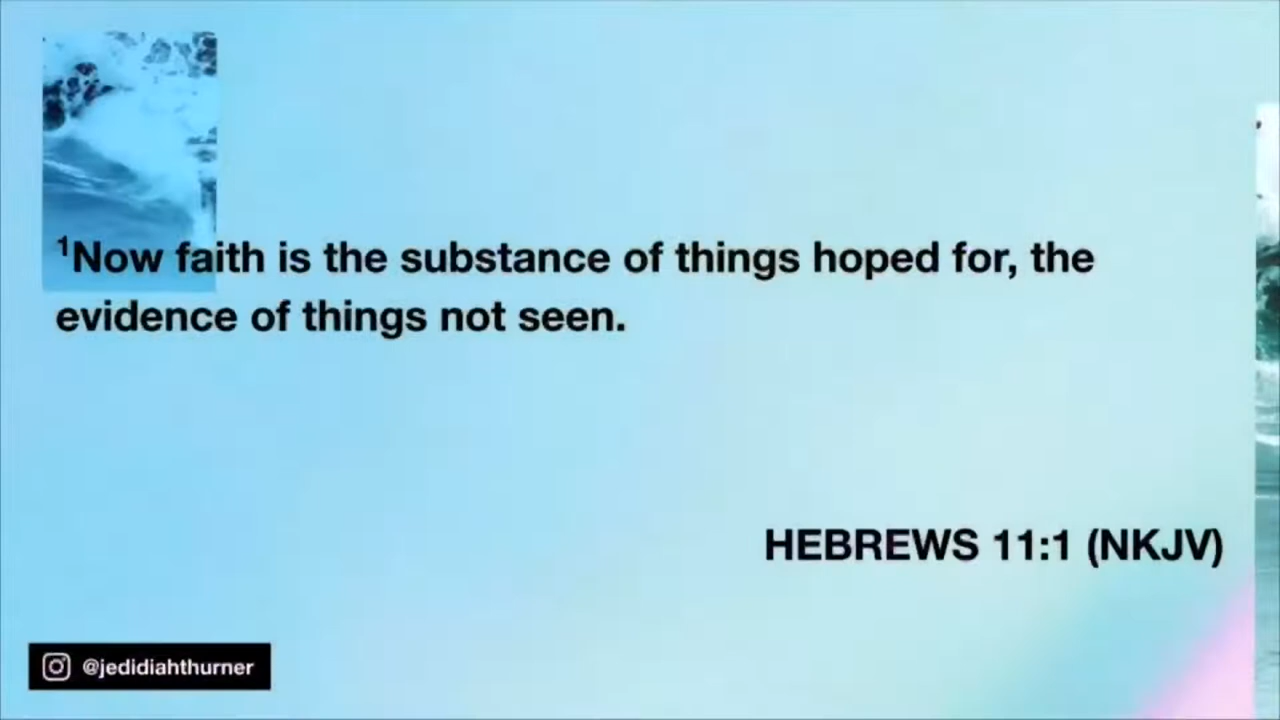 ¹Now faith is the substance of things hoped for, the
evidence of things not seen.
HEBREWS 11:1 (NKJV)
@jedidiahthurner